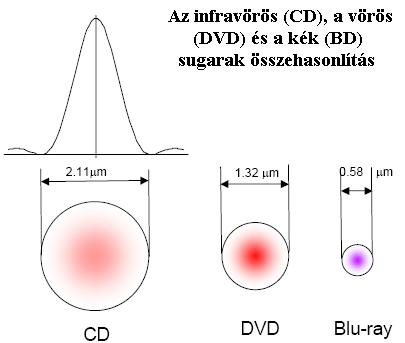 Az infravörös (CD), a vörös
(DVD) és a kék (BD)
sugarak összehasonlítás
2.11µm
1.32 µm
0.58 µm
CD
DVD
Blu-ray